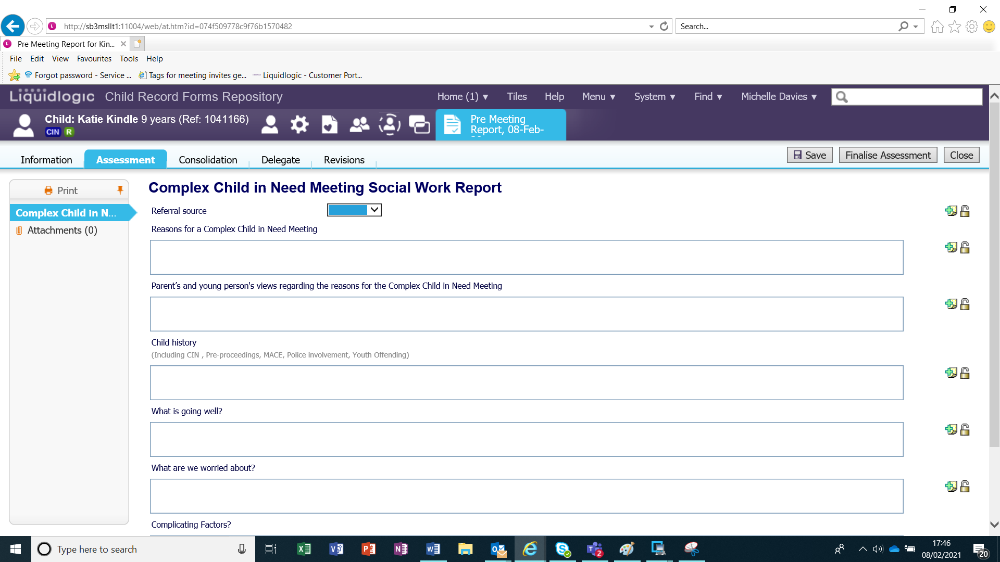 http://sb3msllt1:11004/web/at.htm?id=074f509778c9f76b1570482
Search...
Pre Meeting Report for Kin...
File Edit View Favourites Tools Help
Forgot password - Service ... Tags for meeting invites ge... Liquidlogic - Customer Port...
Liquidlogic Child Record Forms Repository Home (1) ▼ Tiles Help Menu ▼ System ▼ Find ▼ Michelle Davies ▼
Child: Katie Kindle 9 years (Ref: 1041166)
CIN R
Pre Meeting
Report, 08-Feb-
Information Assessment Consolidation Delegate Revisions Save Finalise Assessment Close
Print
Complex Child in N...
Attachments (0)
Complex Child in Need Meeting Social Work Report
Referral source
Reasons for a Complex Child in Need Meeting
Parent’s and young person's views regarding the reasons for the Complex Child in Need Meeting
Child history
(Including CIN , Pre-proceedings, MACE, Police involvement, Youth Offending)
What is going well?
What are we worried about?
Complicating Factors?
Type here to search
17:46
08/02/2021
2
20